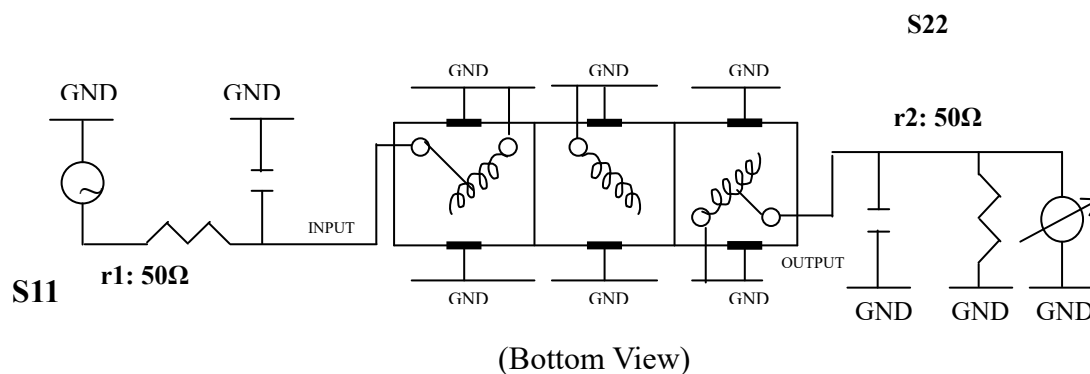 S22
GND GND GND GND GND
r2: 50Ω
INPUT
r1: 50Ω
OUTPUT
S11
GND GND GND GND GND GND
(Bottom View)